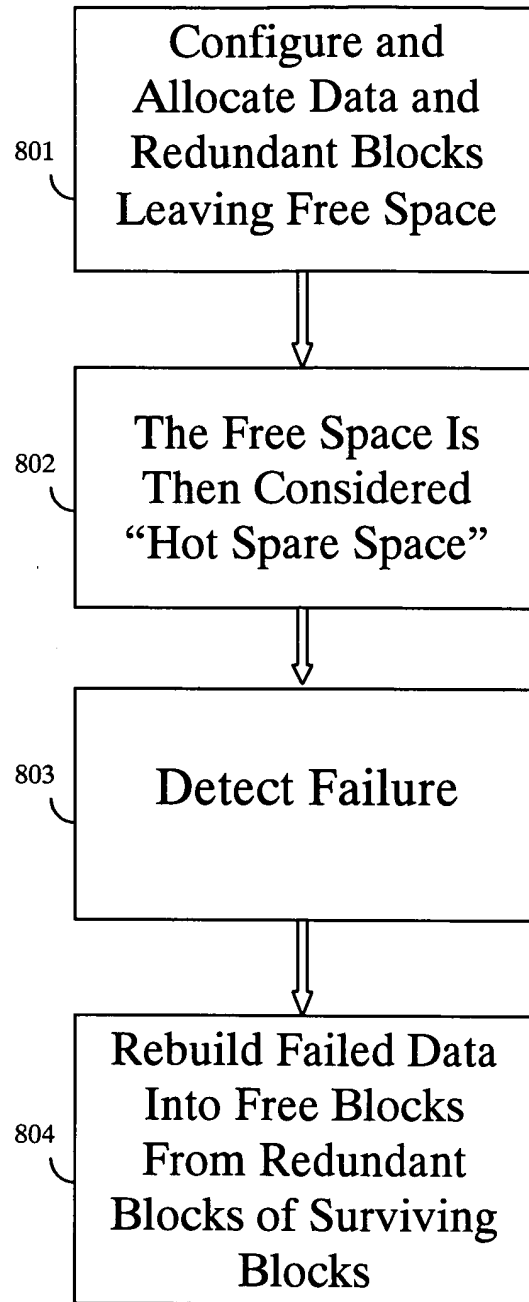 801
Configure and
Allocate Data and
Redundant Blocks
Leaving Free Space
802
The Free Space Is
Then Considered
“Hot Spare Space”
803
Detect Failure
804
Rebuild Failed Data
Into Free Blocks
From Redundant
Blocks of Surviving
Blocks